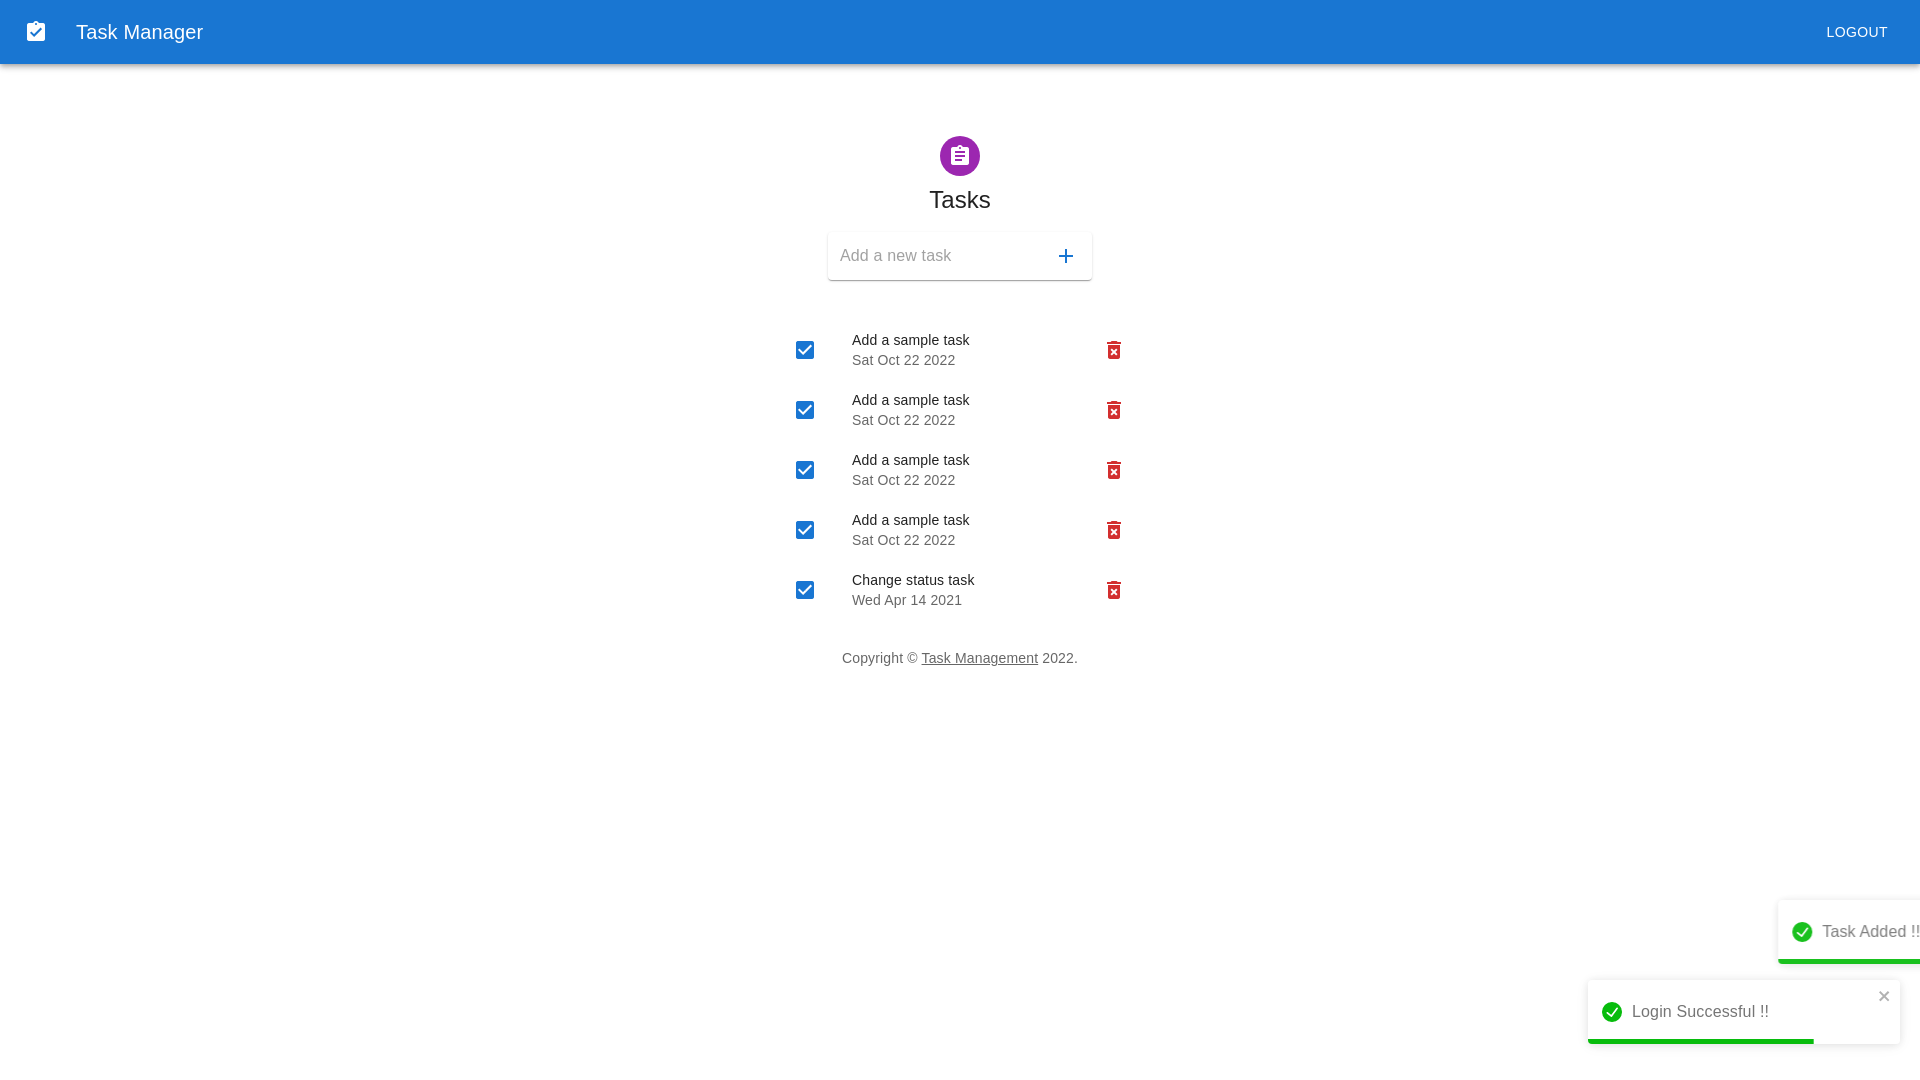 Task Manager
LOGOUT
Tasks
Add a new task
Add a sample task
Sat Oct 22 2022
Add a sample task
Sat Oct 22 2022
Add a sample task
Sat Oct 22 2022
Add a sample task
Sat Oct 22 2022
Change status task
Wed Apr 14 2021
Copyright © Task Management 2022.
Task Added !!
Login Successful !!